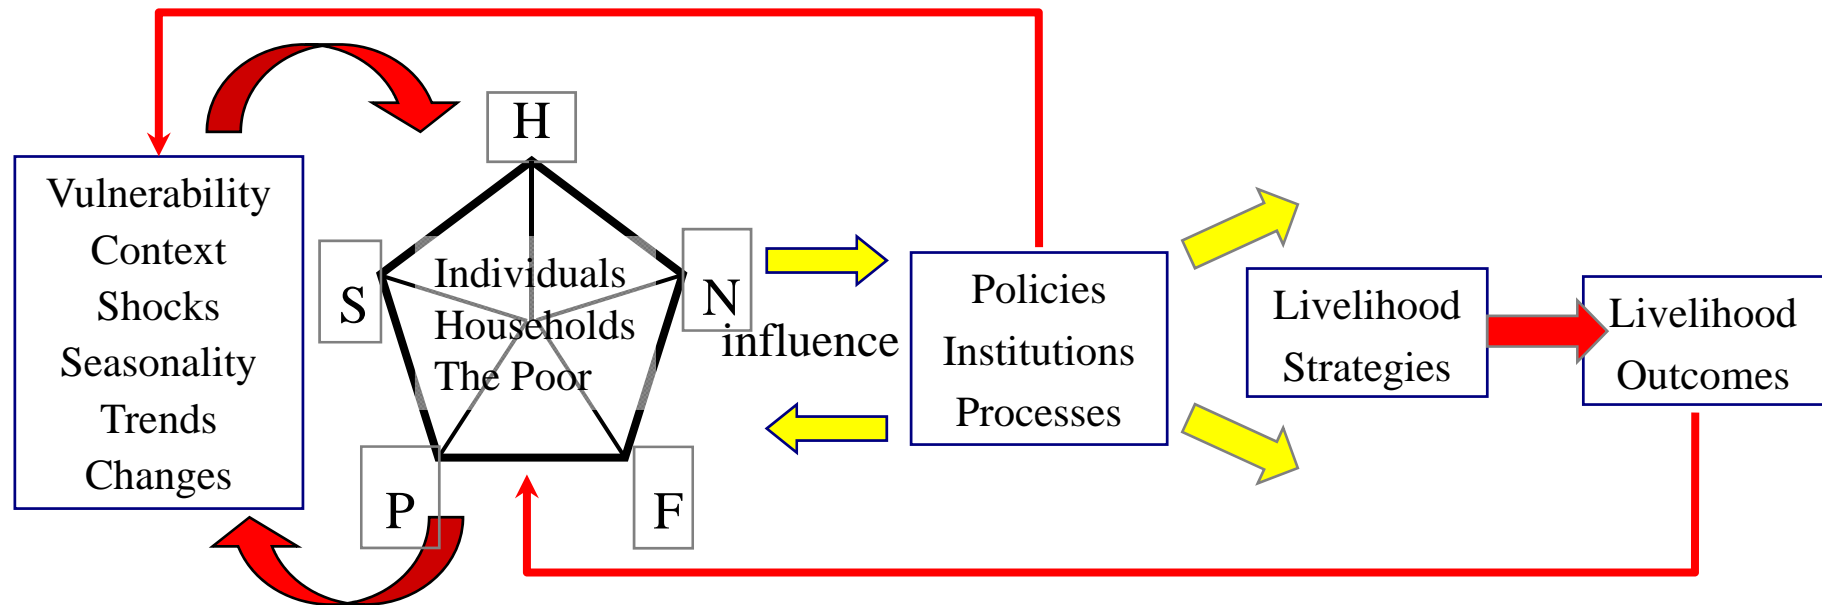 Vulnerability
Context
Shocks
Seasonality
Trends
Changes
H
S
N
P
F
Individuals
Households
The Poor
influence
Policies
Institutions
Processes
Livelihood
Strategies
Livelihood
Outcomes